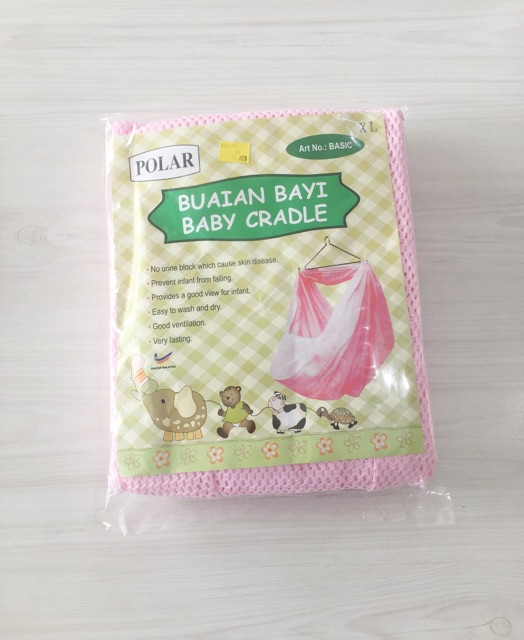 XL
POLAR
Art No.: BASIC
BUAIAN BAYI
BABY CRADLE
· No urine block which cause skin disease.
· Prevent infant from falling.
· Provides a good view for infant.
· Easy to wash and dry.
· Good ventilation.
· Very lasting.